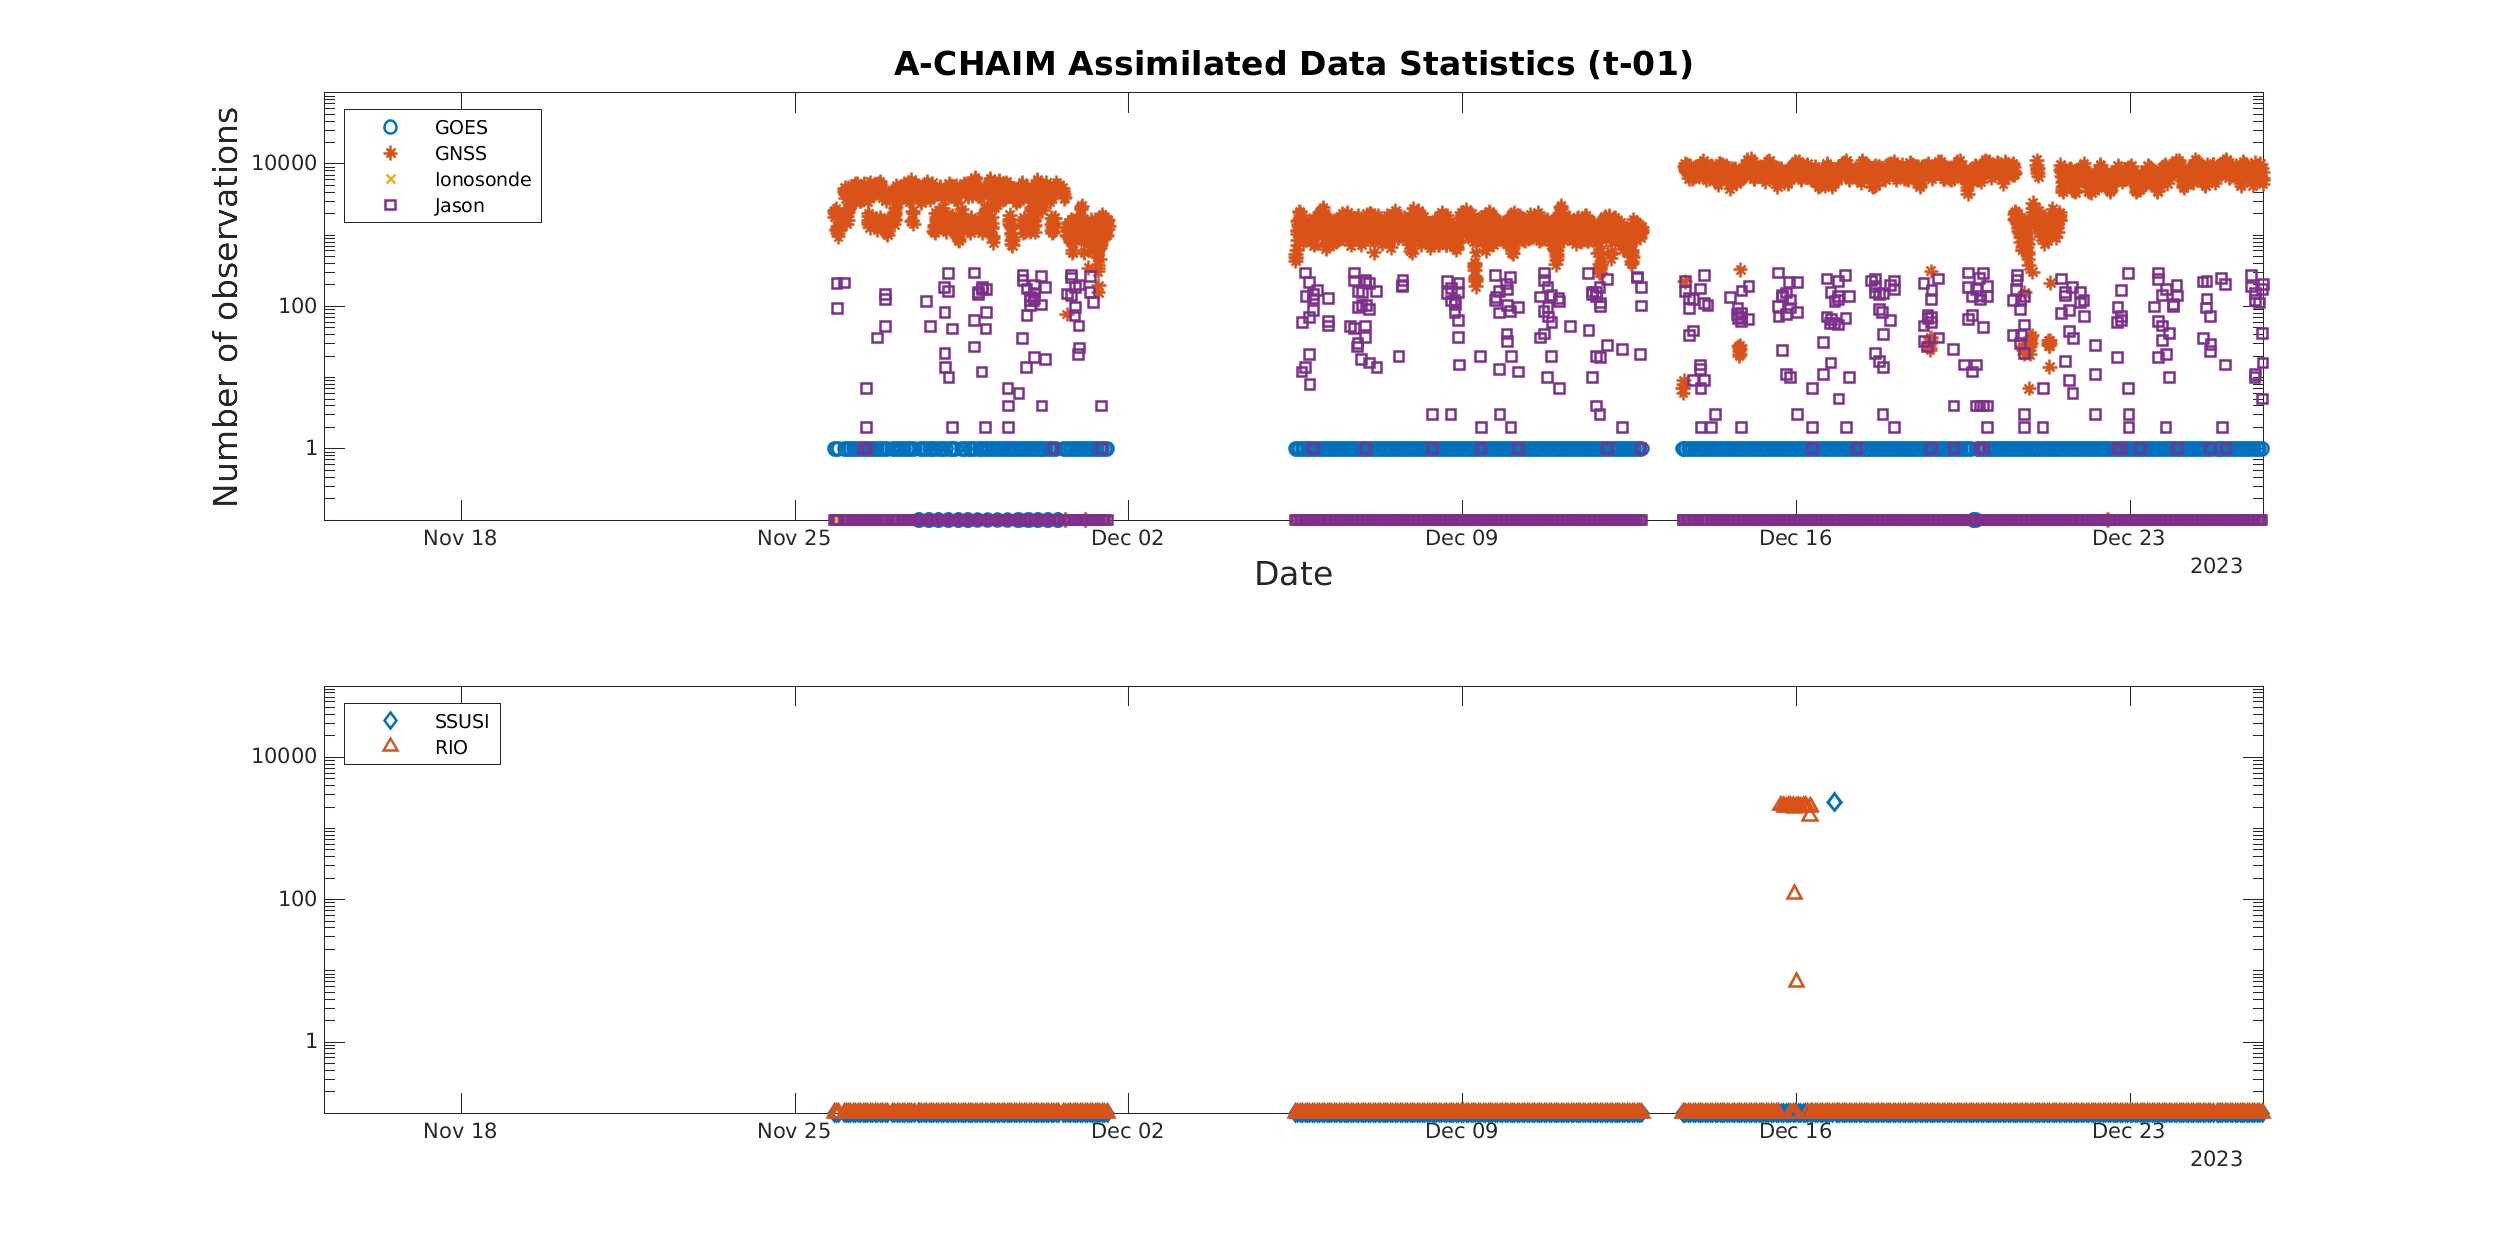 A-CHAIM Assimilated Data Statistics (t-01)
Number of observations
10000
100
1
GOES
GNSS
Ionosonde
Jason
Nov 18 Nov 25 Dec 02 Dec 09 Dec 16 Dec 23
2023
Date
10000
100
1
SSUSI
RIO
Nov 18 Nov 25 Dec 02 Dec 09 Dec 16 Dec 23
2023